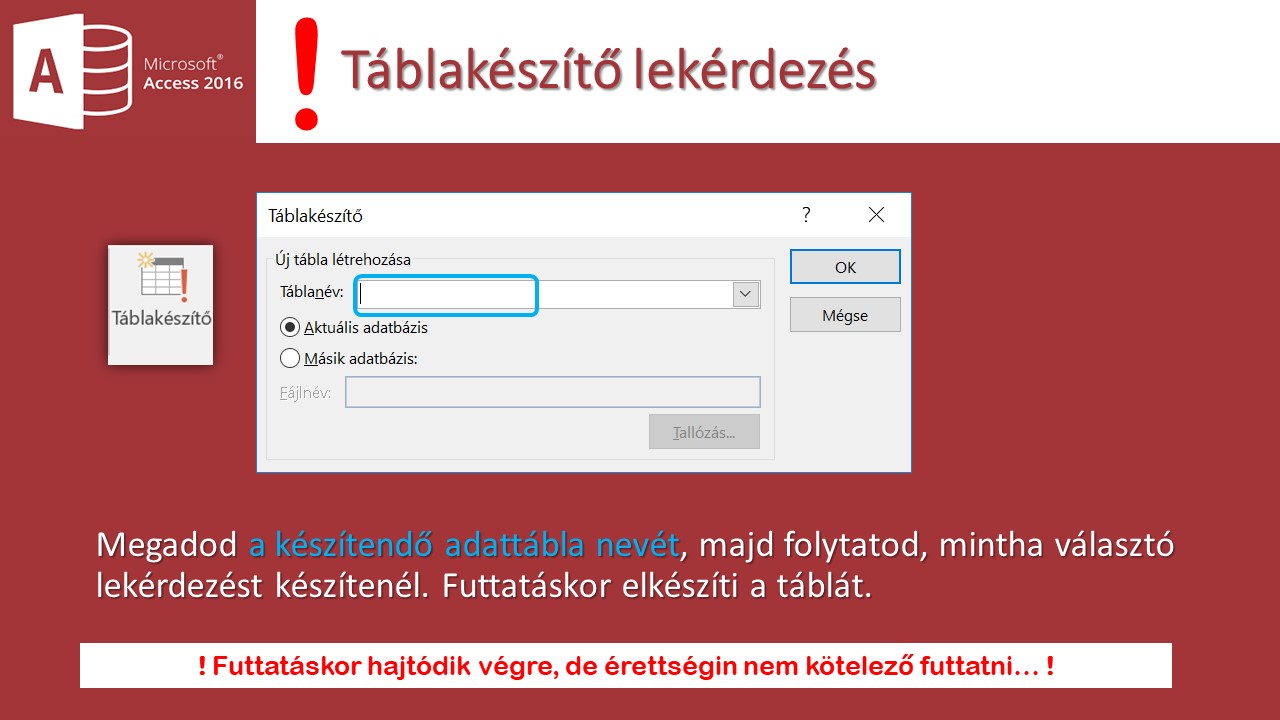 A
Microsoft®
Access 2016
! Táblakészítő lekérdezés
Táblakészítő ?
Új tábla létrehozása
OK
Táblanév:
Mégse
Aktuális adatbázis
Másik adatbázis:
Fájlnév:
Tallózás...
Táblakészítő
Megadod a készítendő adattábla nevét, majd folytatod, mintha választó
lekérdezést készítenél. Futtatáskor elkészíti a táblát.
! Futtatáskor hajtódik végre, de érettségin nem kötelező futtatni... !